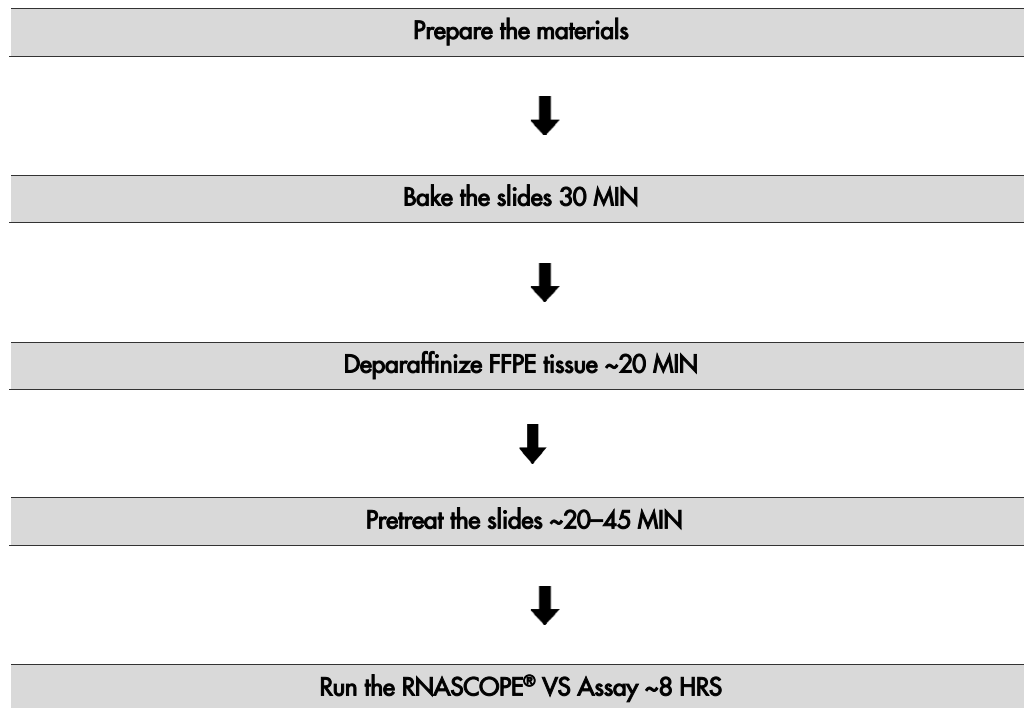 Prepare the materials
Bake the slides 30 MIN
Deparaffinize FFPE tissue ~20 MIN
Pretreat the slides ~20–45 MIN
Run the RNASCOPE® VS Assay ~8 HRS